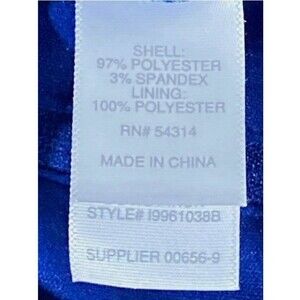 SHELL:
97% POLYESTER
3% SPANDEX
LINING:
100% POLYESTER
RN# 54314
MADE IN CHINA
STYLE# I9961038B
SUPPLIER 00656-9